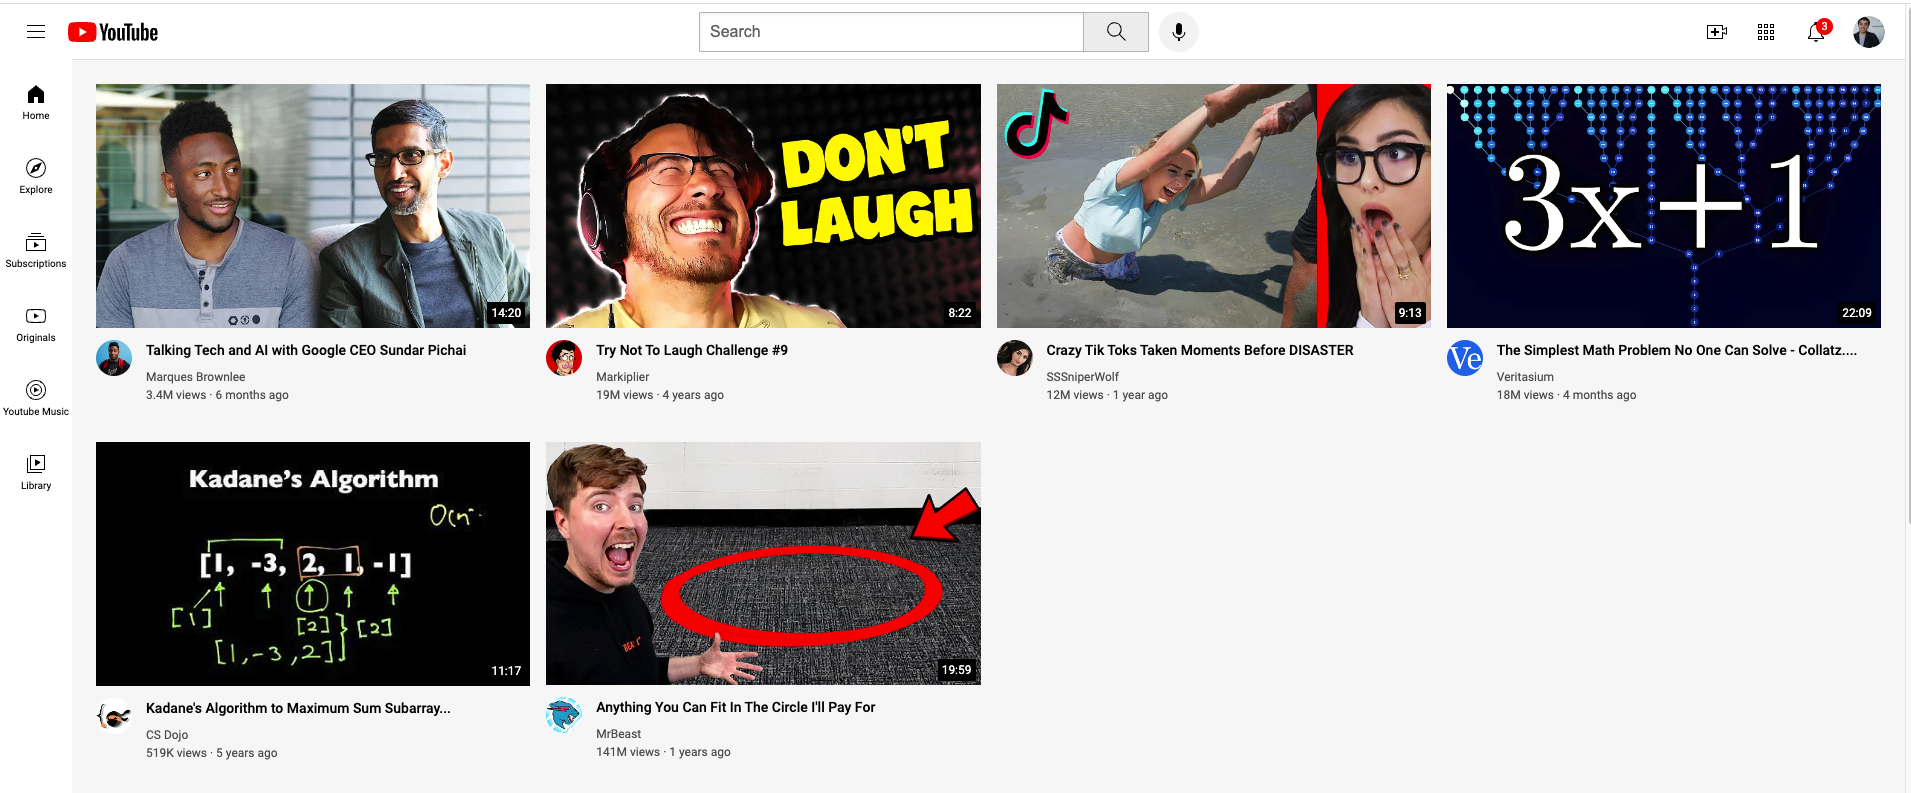 YouTube
Search
3
Home
Explore
Subscriptions
Originals
Youtube Music
Library
14:20
Talking Tech and AI with Google CEO Sundar Pichai
Marques Brownlee
3.4M views · 6 months ago
DON'T
LAUGH
8:22
Try Not To Laugh Challenge #9
Markiplier
19M views · 4 years ago
9:13
Crazy Tik Toks Taken Moments Before DISASTER
SSSniperWolf
12M views · 1 year ago
3x+1
22:09
Ve
The Simplest Math Problem No One Can Solve - Collatz....
Veritasium
18M views · 4 months ago
Kadane's Algorithm
[1, -3, 2, 1, -1]
[1]
[2]
[2]
[1, -3, 2]
11:17
Kadane's Algorithm to Maximum Sum Subarray...
CS Dojo
519K views · 5 years ago
19:59
Anything You Can Fit In The Circle I'll Pay For
MrBeast
141M views · 1 years ago